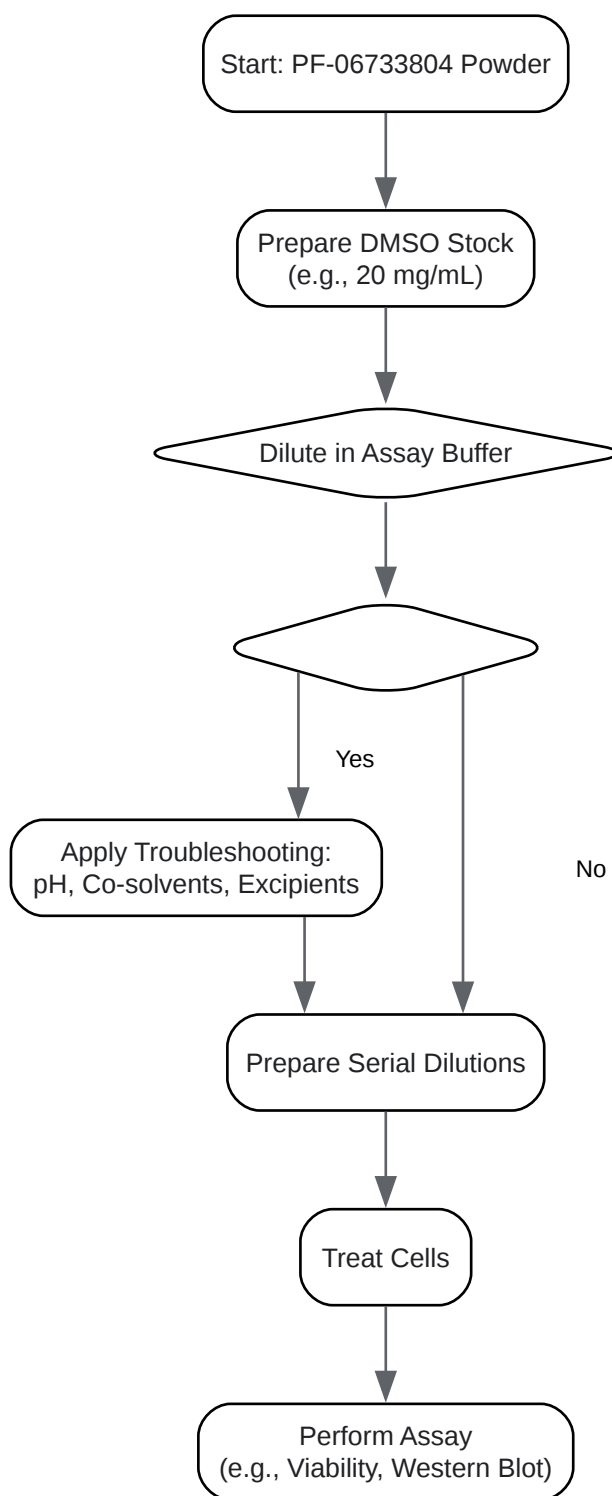 Start: PF-06733804 Powder
Prepare DMSO Stock
(e.g., 20 mg/mL)
Dilute in Assay Buffer
Yes
Apply Troubleshooting:
pH, Co-solvents, Excipients
No
Prepare Serial Dilutions
Treat Cells
Perform Assay
(e.g., Viability, Western Blot)